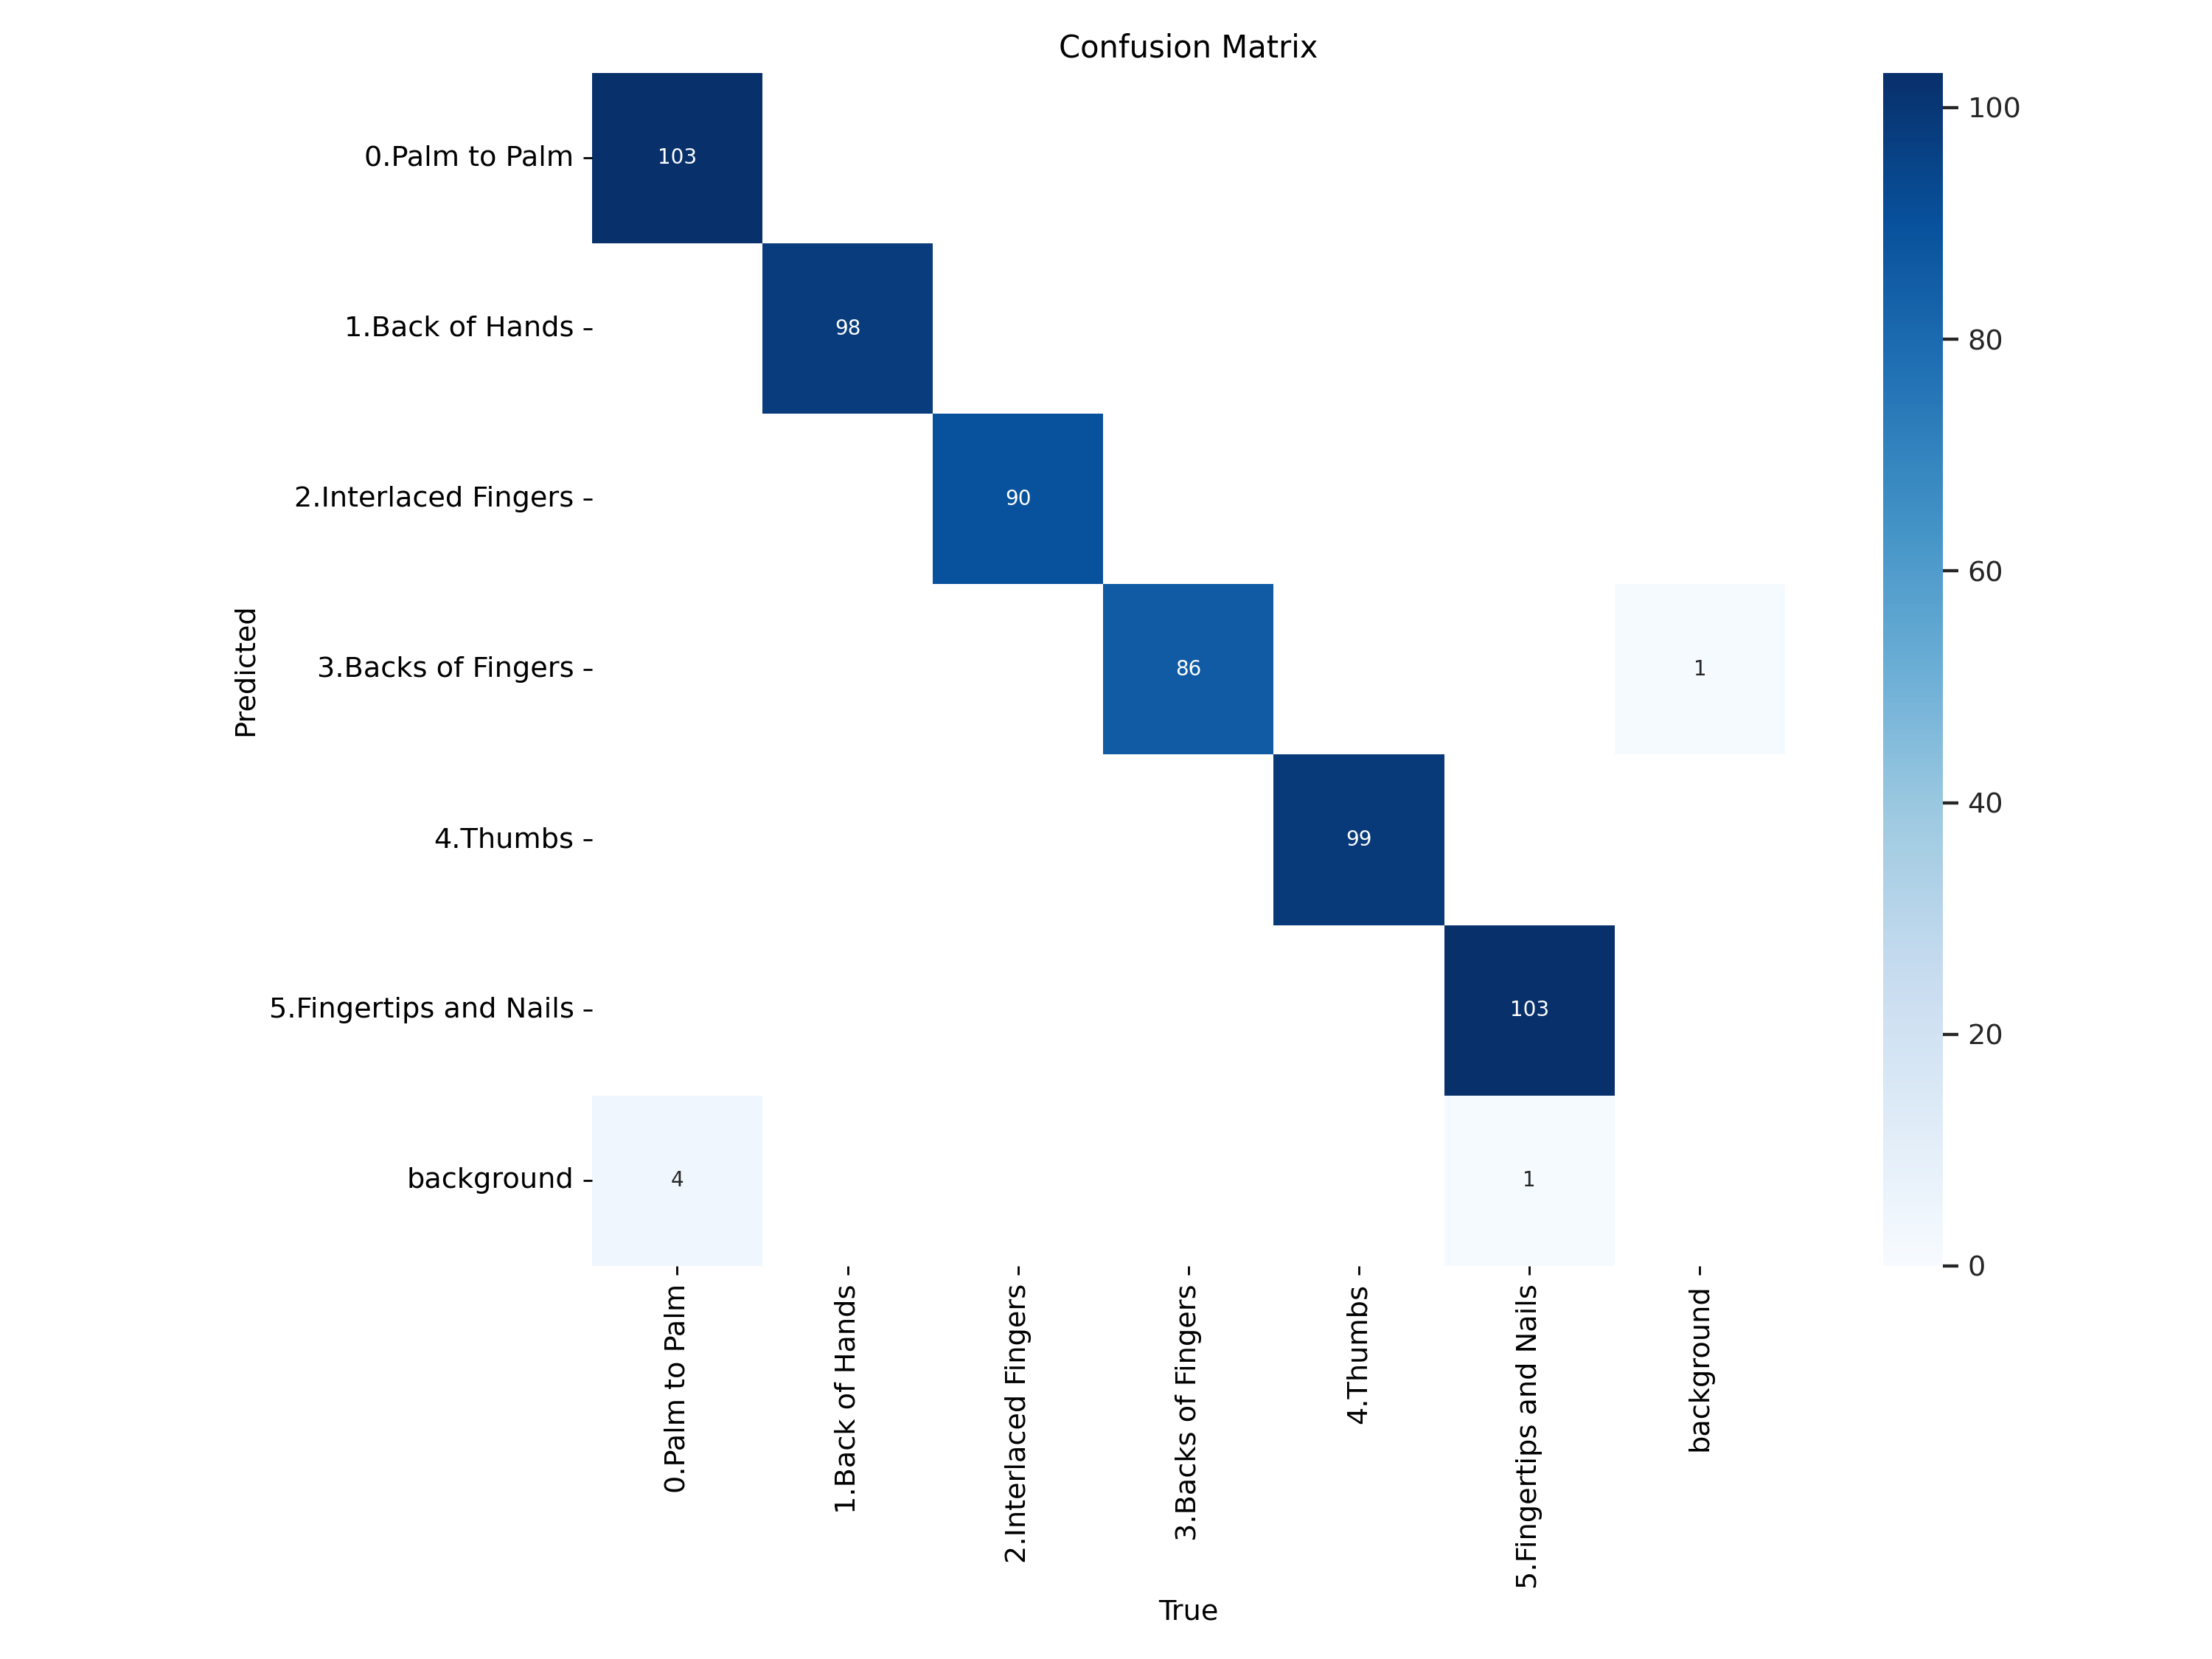 Confusion Matrix
0.Palm to Palm
103
100
1.Back of Hands
98
80
2.Interlaced Fingers
90
60
Predicted
3.Backs of Fingers
86
1
40
4.Thumbs
99
5.Fingertips and Nails
103
20
background
4
1
0
0.Palm to Palm
1.Back of Hands
2.Interlaced Fingers
3.Backs of Fingers
4.Thumbs
5.Fingertips and Nails
background
True